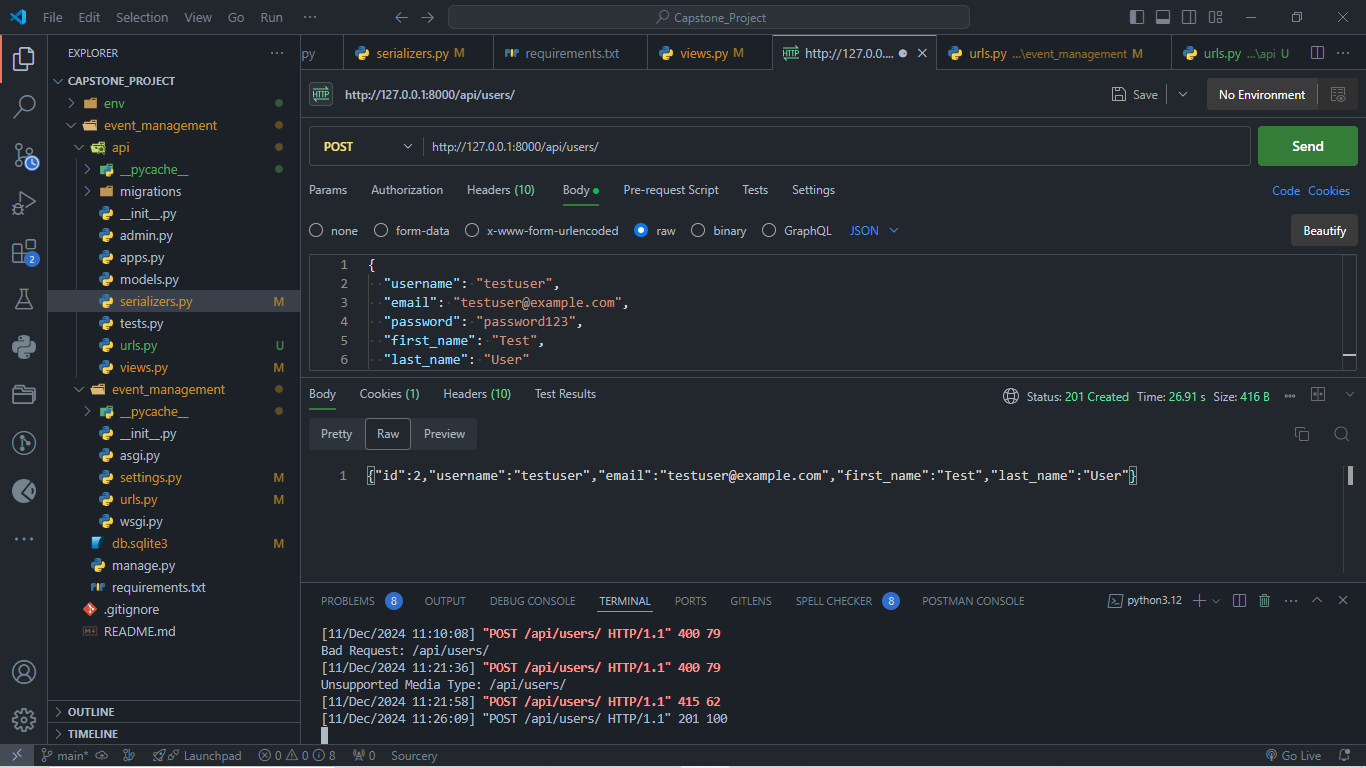 File Edit Selection View Go Run ··· Capstone_Project
EXPLORER
CAPSTONE_PROJECT
env
event_management
api
__pycache__
migrations
__init__.py
admin.py
apps.py
models.py
serializers.py M
tests.py
urls.py U
views.py M
event_management
__pycache__
__init__.py
asgi.py
settings.py M
urls.py M
wsgi.py
db.sqlite3 M
manage.py
requirements.txt
.gitignore
README.md
OUTLINE
TIMELINE
2
py serializers.py M requirements.txt views.py M http://127.0.0.... urls.py ...\event_management M urls.py ...\api U
HTTP http://127.0.0.1:8000/api/users/ Save No Environment
POST http://127.0.0.1:8000/api/users/ Send
Params Authorization Headers (10) Body Pre-request Script Tests Settings Code Cookies
none form-data x-www-form-urlencoded raw binary GraphQL JSON Beautify
1 {
2 "username": "testuser",
3 "email": "testuser@example.com",
4 "password": "password123",
5 "first_name": "Test",
6 "last_name": "User"
Body Cookies (1) Headers (10) Test Results Status: 201 Created Time: 26.91 s Size: 416 B
Pretty Raw Preview
1 {"id":2,"username":"testuser","email":"testuser@example.com","first_name":"Test","last_name":"User"}
PROBLEMS 8 OUTPUT DEBUG CONSOLE TERMINAL PORTS GITLENS SPELL CHECKER 8 POSTMAN CONSOLE python3.12
[11/Dec/2024 11:10:08] "POST /api/users/ HTTP/1.1" 400 79
Bad Request: /api/users/
[11/Dec/2024 11:21:36] "POST /api/users/ HTTP/1.1" 400 79
Unsupported Media Type: /api/users/
[11/Dec/2024 11:21:58] "POST /api/users/ HTTP/1.1" 415 62
[11/Dec/2024 11:26:09] "POST /api/users/ HTTP/1.1" 201 100
main* Launchpad 0 0 8 0 Sourcery Go Live